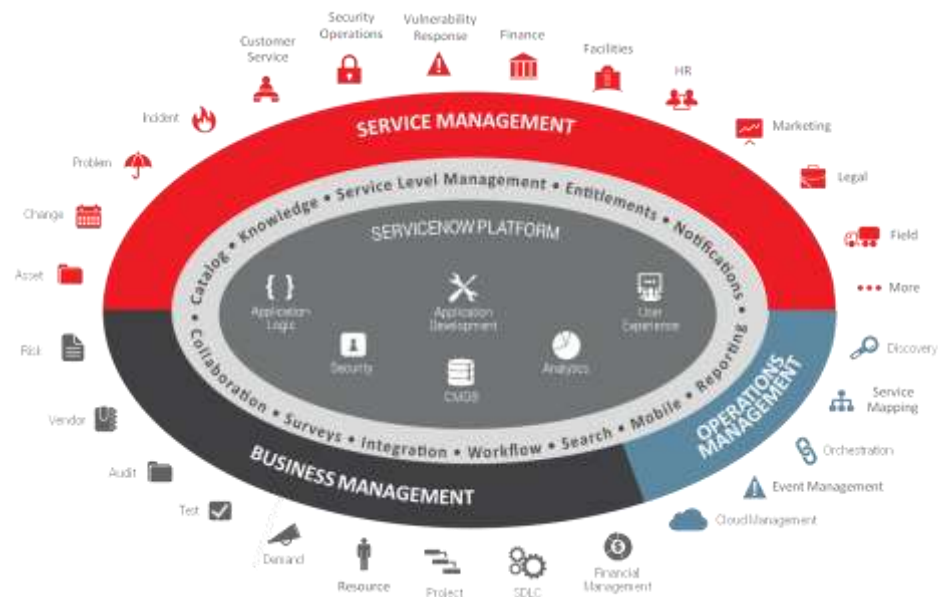 Security
Operations
Vulnerability
Response
Finance
Facilities
HR
Customer
Service
Marketing
Legal
Field
More
Incident
Problem
Change
Asset
Risk
Vendor
Audit
Test
Demand
Resource
Project
SDLC
Financial
Management
Cloud Management
Event Management
Orchestration
Service
Mapping
Discovery
SERVICE MANAGEMENT
OPERATIONS
MANAGEMENT
BUSINESS MANAGEMENT
• Catalog • Knowledge • Service Level Management • Entitlements • Notifications •
Collaboration • Surveys • Integration • Workflow • Search • Mobile • Reporting
SERVICENOW PLATFORM
{ }
Application
Logic
Application
Development
User
Experience
Security
CMDB
Analytics